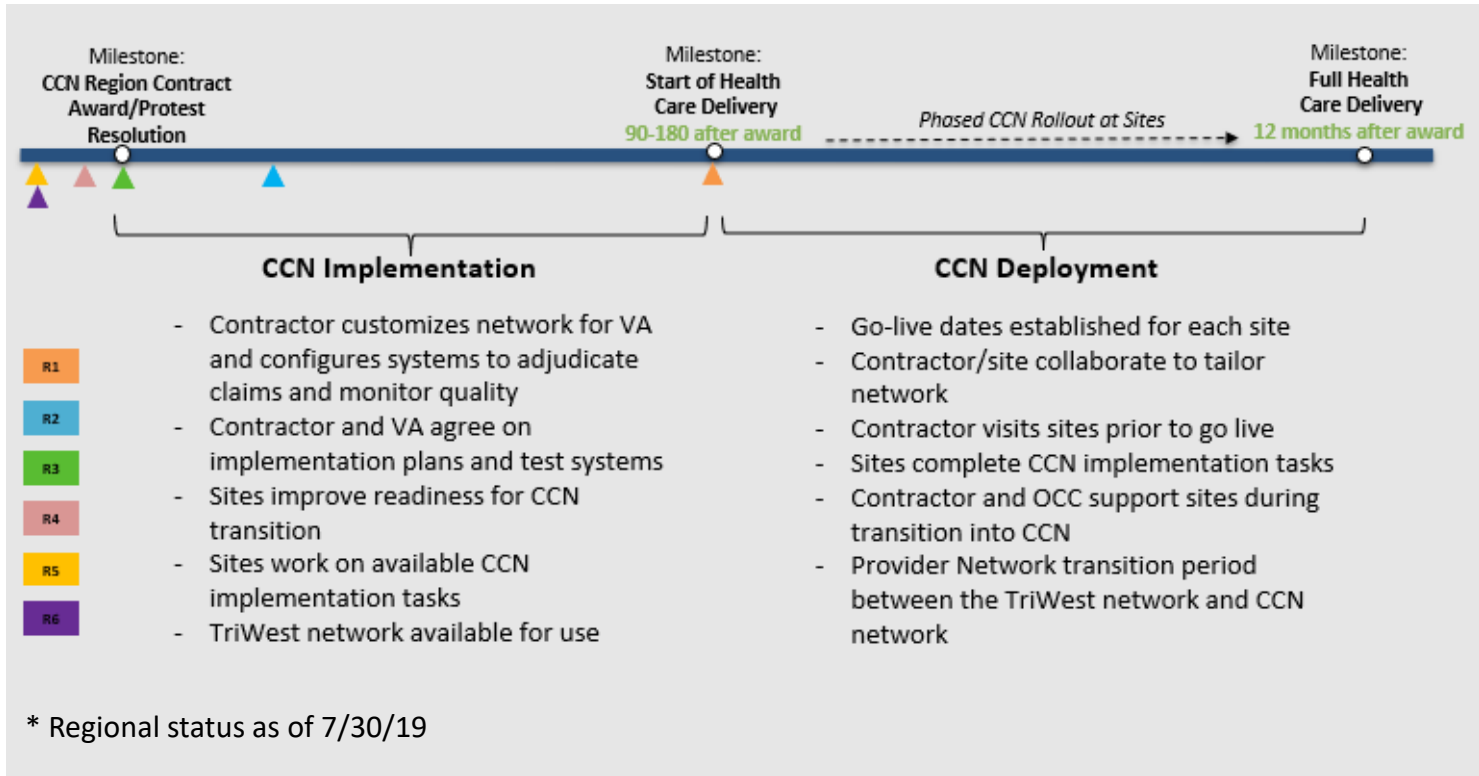 Milestone:
CCN Region Contract
Award/Protest
Resolution
Milestone:
Start of Health
Care Delivery
90-180 after award
Phased CCN Rollout at Sites
Milestone:
Full Health
Care Delivery
12 months after award
CCN Implementation
- Contractor customizes network for VA
and configures systems to adjudicate
claims and monitor quality
- Contractor and VA agree on
implementation plans and test systems
- Sites improve readiness for CCN
transition
- Sites work on available CCN
implementation tasks
- TriWest network available for use
CCN Deployment
- Go-live dates established for each site
- Contractor/site collaborate to tailor
network
- Contractor visits sites prior to go live
- Sites complete CCN implementation tasks
- Contractor and OCC support sites during
transition into CCN
- Provider Network transition period
between the TriWest network and CCN
network
R1
R2
R3
R4
R5
R6
* Regional status as of 7/30/19